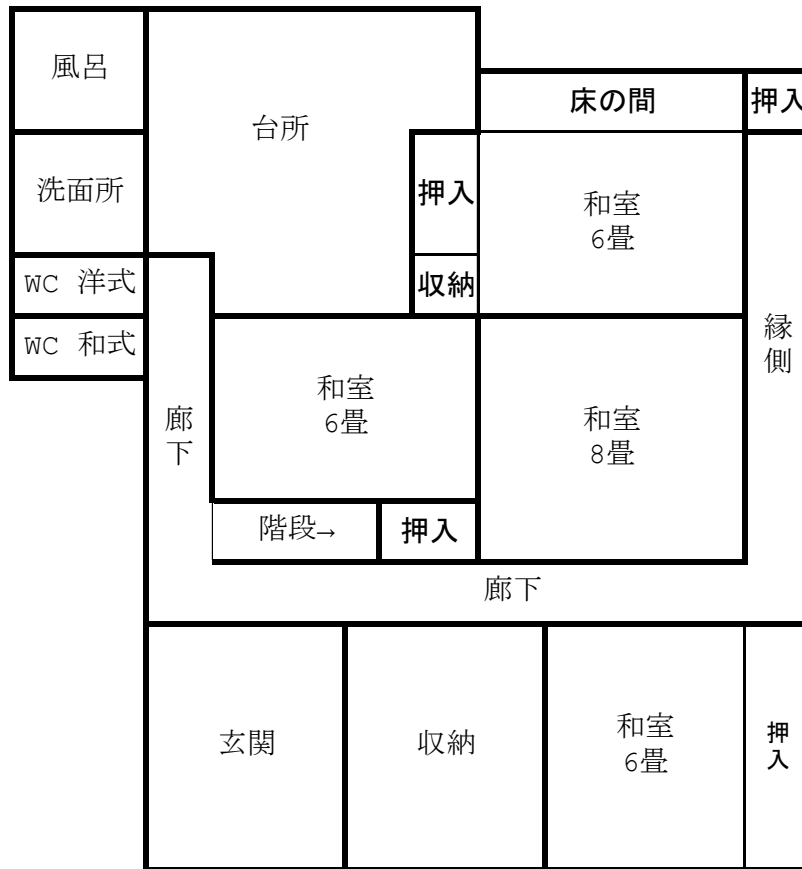 風呂
台所
床の間
押入
洗面所
押入
和室
6畳
WC 洋式
収納
WC 和式
縁
側
和室
6畳
廊
下
和室
8畳
階段→
押入
廊下
玄関
収納
和室
6畳
押
入